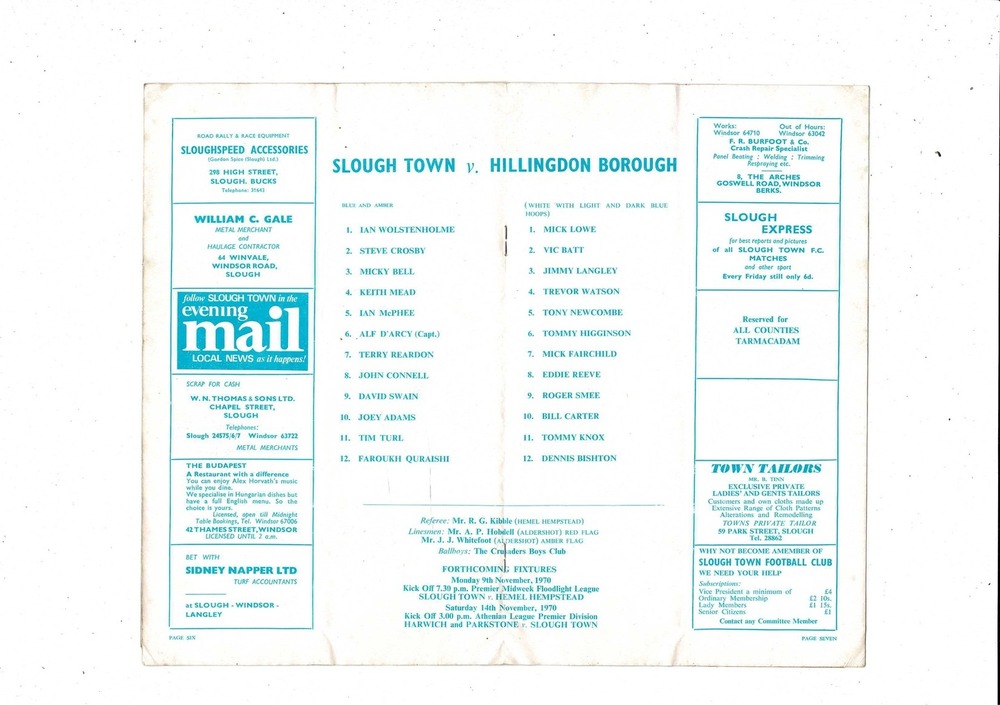 ROAD RALLY & RACE EQUIPMENT
SLOUGHSPEED ACCESSORIES
(Gordon Spice (Slough) Ltd.)
298 HIGH STREET,
SLOUGH. BUCKS
Telephone: 21642
WILLIAM C. GALE
METAL MERCHANT
and
HAULAGE CONTRACTOR
64 WINVALE,
WINDSOR ROAD,
SLOUGH
follow SLOUGH TOWN in the
evening
mail
LOCAL NEWS as it happens!
SCRAP FOR CASH
W. N. THOMAS & SONS LTD.
CHAPEL STREET,
SLOUGH
Telephones:
Slough 24575/6/7 Windsor 63722
METAL MERCHANTS
THE BUDAPEST
A Restaurant with a difference
You can enjoy Alex Horvath's music
while you dine.
We specialise in Hungarian dishes but
have a full English menu. So the
choice is yours.
Licensed, open till Midnight
Table Bookings, Tel. Windsor 67006
42 THAMES STREET, WINDSOR
LICENSED UNTIL 2 a.m.
BET WITH
SIDNEY NAPPER LTD
TURF ACCOUNTANTS
at SLOUGH - WINDSOR -
LANGLEY
PAGE SIX
SLOUGH TOWN v. HILLINGDON BOROUGH
BLUE AND AMBER
1. IAN WOLSTENHOLME
2. STEVE CROSBY
3. MICKY BELL
4. KEITH MEAD
5. IAN McPHEE
6. ALF D'ARCY (Capt.)
7. TERRY REARDON
8. JOHN CONNELL
9. DAVID SWAIN
10. JOEY ADAMS
11. TIM TURL
12. FAROUKH QURAISHI
(WHITE WITH LIGHT AND DARK BLUE
HOOPS)
1. MICK LOWE
2. VIC BATT
3. JIMMY LANGLEY
4. TREVOR WATSON
5. TONY NEWCOMBE
6. TOMMY HIGGINSON
7. MICK FAIRCHILD
8. EDDIE REEVE
9. ROGER SMEE
10. BILL CARTER
11. TOMMY KNOX
12. DENNIS BISHTON
Referee: Mr. R. G. Kibble (HEMEL HEMPSTEAD)
Linesmen: Mr. A. P. Hobdell (ALDERSHOT) RED FLAG
Mr. J. J. Whitefoot (ALDERSHOT) AMBER FLAG
Ballboys: The Crusaders Boys Club
FORTHCOMING FIXTURES
Monday 9th November, 1970
Kick Off 7.30 p.m. Premier Midweek Floodlight League
SLOUGH TOWN v. HEMEL HEMPSTEAD
Saturday 14th November, 1970
Kick Off 3.00 p.m. Athenian League Premier Division
HARWICH and PARKSTONE v. SLOUGH TOWN
Works: Out of Hours:
Windsor 64710 Windsor 63042
F. R. BURFOOT & Co.
Crash Repair Specialist
Panel Beating : Welding : Trimming
Respraying etc.
8, THE ARCHES
GOSWELL ROAD, WINDSOR
BERKS.
SLOUGH
EXPRESS
for best reports and pictures
of all SLOUGH TOWN F.C.
MATCHES
and other sport
Every Friday still only 6d.
Reserved for
ALL COUNTIES
TARMACADAM
TOWN TAILORS
MR. B. TINN
EXCLUSIVE PRIVATE
LADIES' AND GENTS TAILORS
Customers and own cloths made up
Extensive Range of Cloth Patterns
Alterations and Remodelling
TOWNS PRIVATE TAILOR
59 PARK STREET, SLOUGH
Tel. 28862
WHY NOT BECOME AMEMBER OF
SLOUGH TOWN FOOTBALL CLUB
WE NEED YOUR HELP
Subscriptions:
Vice President a minimum of £4
Ordinary Membership £2 10s.
Lady Members £1 15s.
Senior Citizens £1
Contact any Committee Member
PAGE SEVEN